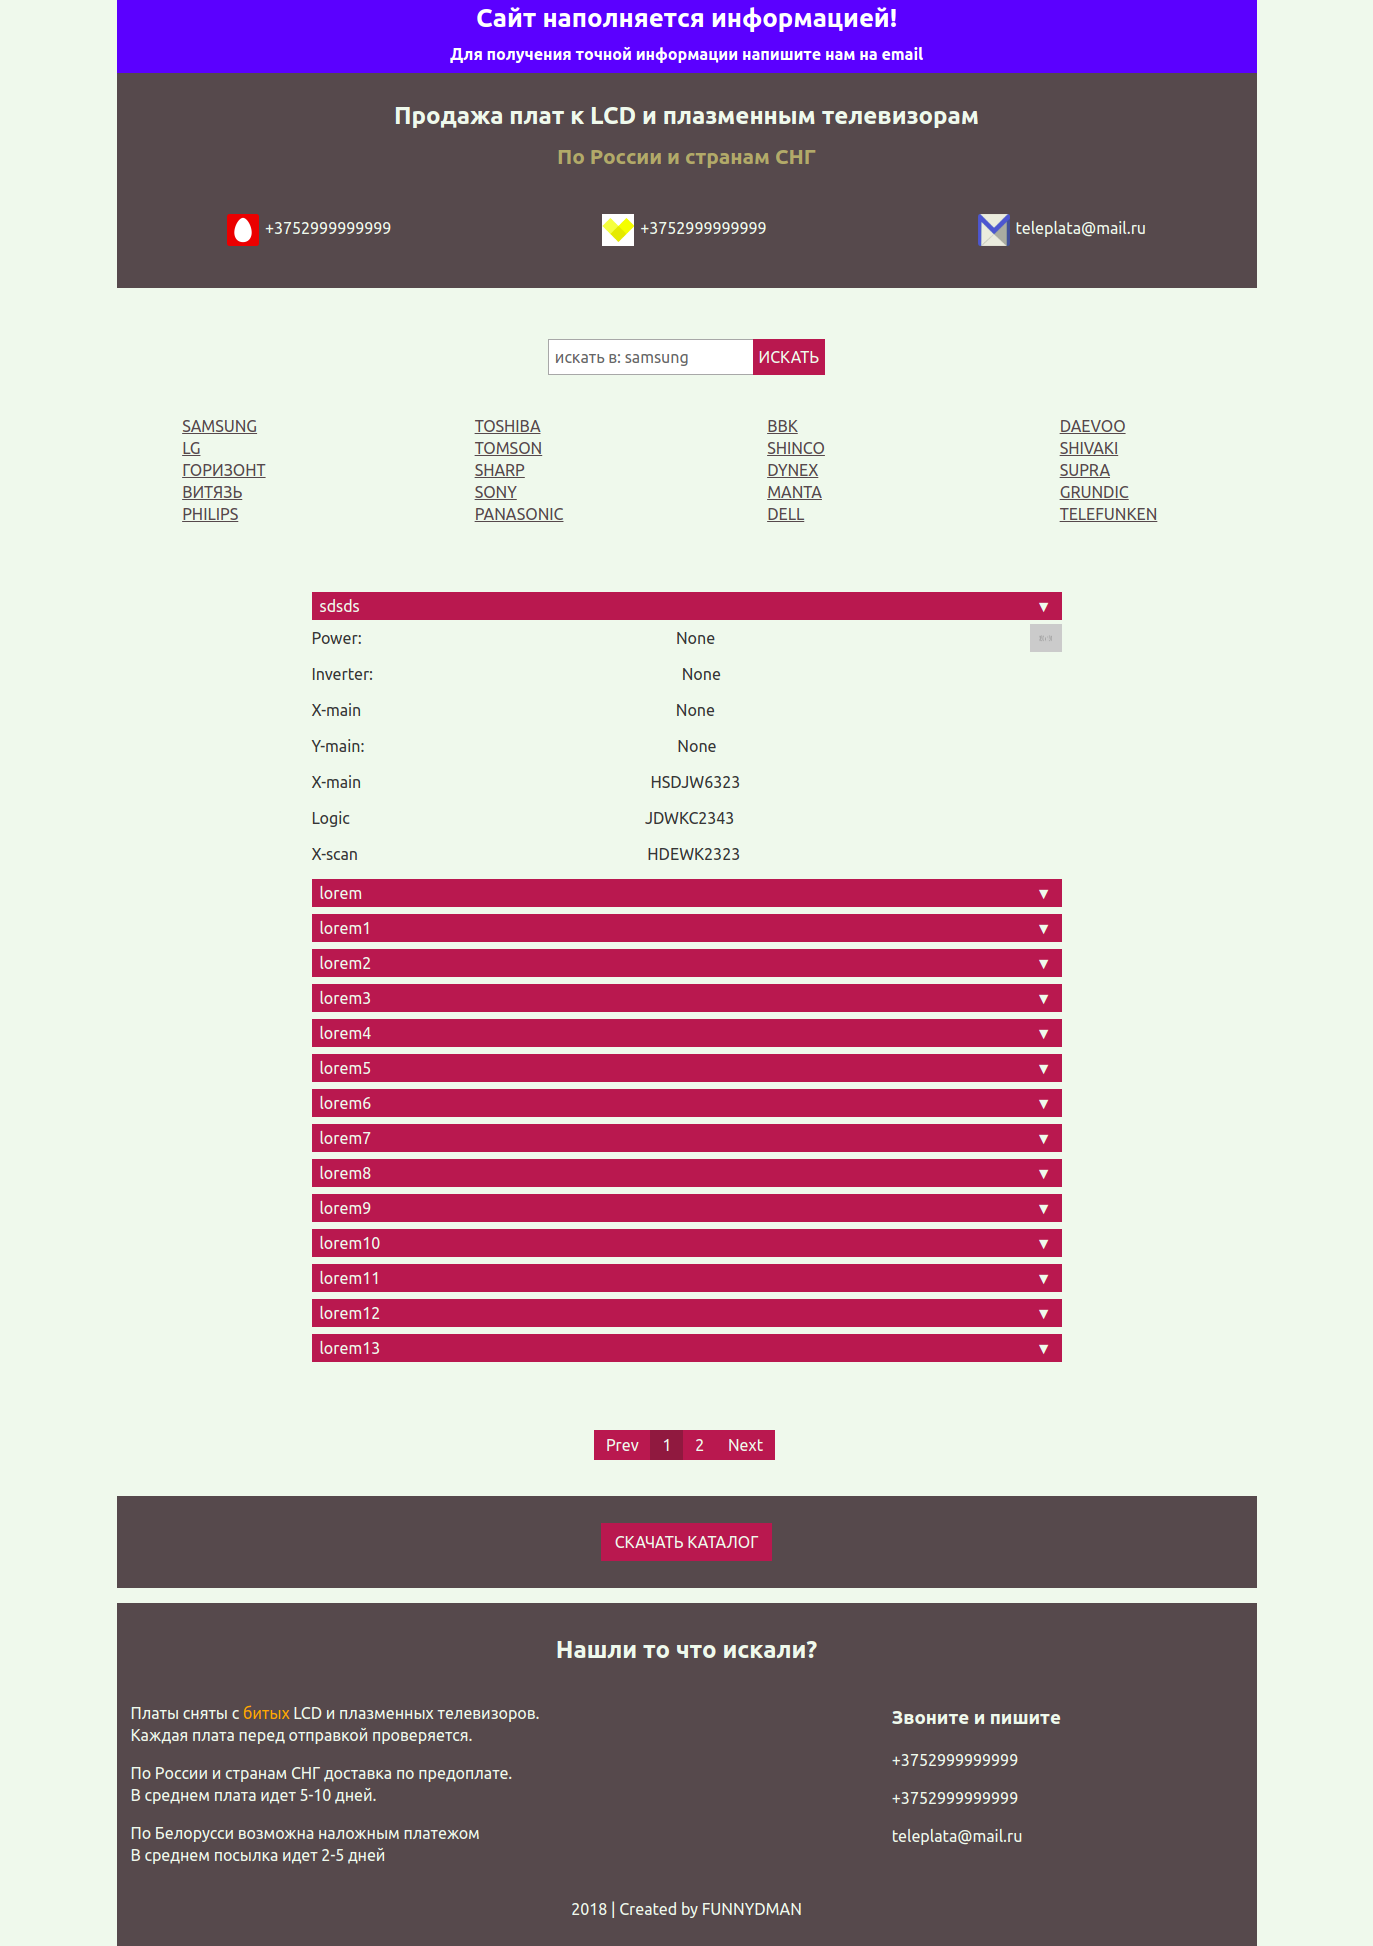 Сайт наполняется информацией!
Для получения точной информации напишите нам на email
Продажа плат к LCD и плазменным телевизорам
По России и странам СНГ
+3752999999999 +3752999999999 teleplata@mail.ru
искать в: samsung ИСКАТЬ
SAMSUNG TOSHIBA BBK DAEVOO
LG TOMSON SHINCO SHIVAKI
ГОРИЗОНТ SHARP DYNEX SUPRA
ВИТЯЗЬ SONY MANTA GRUNDIC
PHILIPS PANASONIC DELL TELEFUNKEN
sdsds ▼
Power: None
Inverter: None
X-main None
Y-main: None
X-main HSDJW6323
Logic JDWKC2343
X-scan HDEWK2323
lorem ▼
lorem1 ▼
lorem2 ▼
lorem3 ▼
lorem4 ▼
lorem5 ▼
lorem6 ▼
lorem7 ▼
lorem8 ▼
lorem9 ▼
lorem10 ▼
lorem11 ▼
lorem12 ▼
lorem13 ▼
Prev 1 2 Next
СКАЧАТЬ КАТАЛОГ
Нашли то что искали?
Платы сняты с битых LCD и плазменных телевизоров.
Каждая плата перед отправкой проверяется.
По России и странам СНГ доставка по предоплате.
В среднем плата идет 5-10 дней.
По Белорусси возможна наложным платежом
В среднем посылка идет 2-5 дней
Звоните и пишите
+3752999999999
+3752999999999
teleplata@mail.ru
2018 | Created by FUNNYDMAN